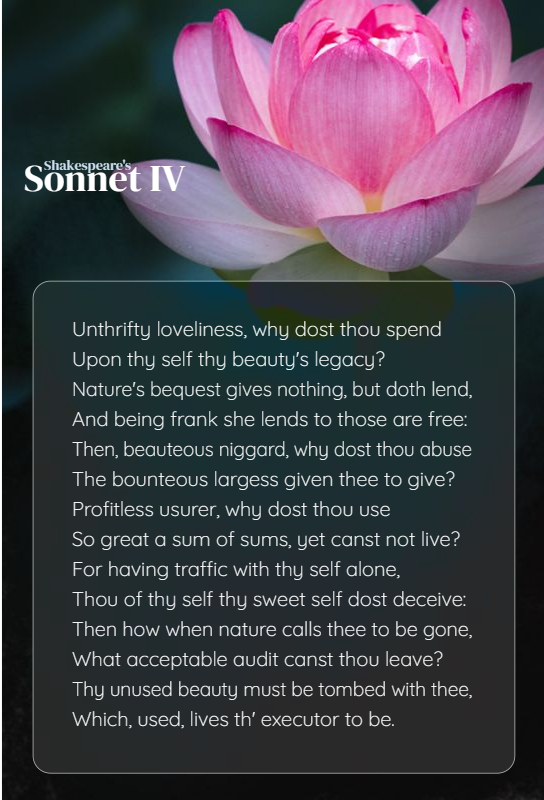 Shakespeare's
Sonnet IV
Unthrifty loveliness, why dost thou spend
Upon thy self thy beauty's legacy?
Nature's bequest gives nothing, but doth lend,
And being frank she lends to those are free:
Then, beauteous niggard, why dost thou abuse
The bounteous largess given thee to give?
Profitless usurer, why dost thou use
So great a sum of sums, yet canst not live?
For having traffic with thy self alone,
Thou of thy self thy sweet self dost deceive:
Then how when nature calls thee to be gone,
What acceptable audit canst thou leave?
Thy unused beauty must be tombed with thee,
Which, used, lives th' executor to be.